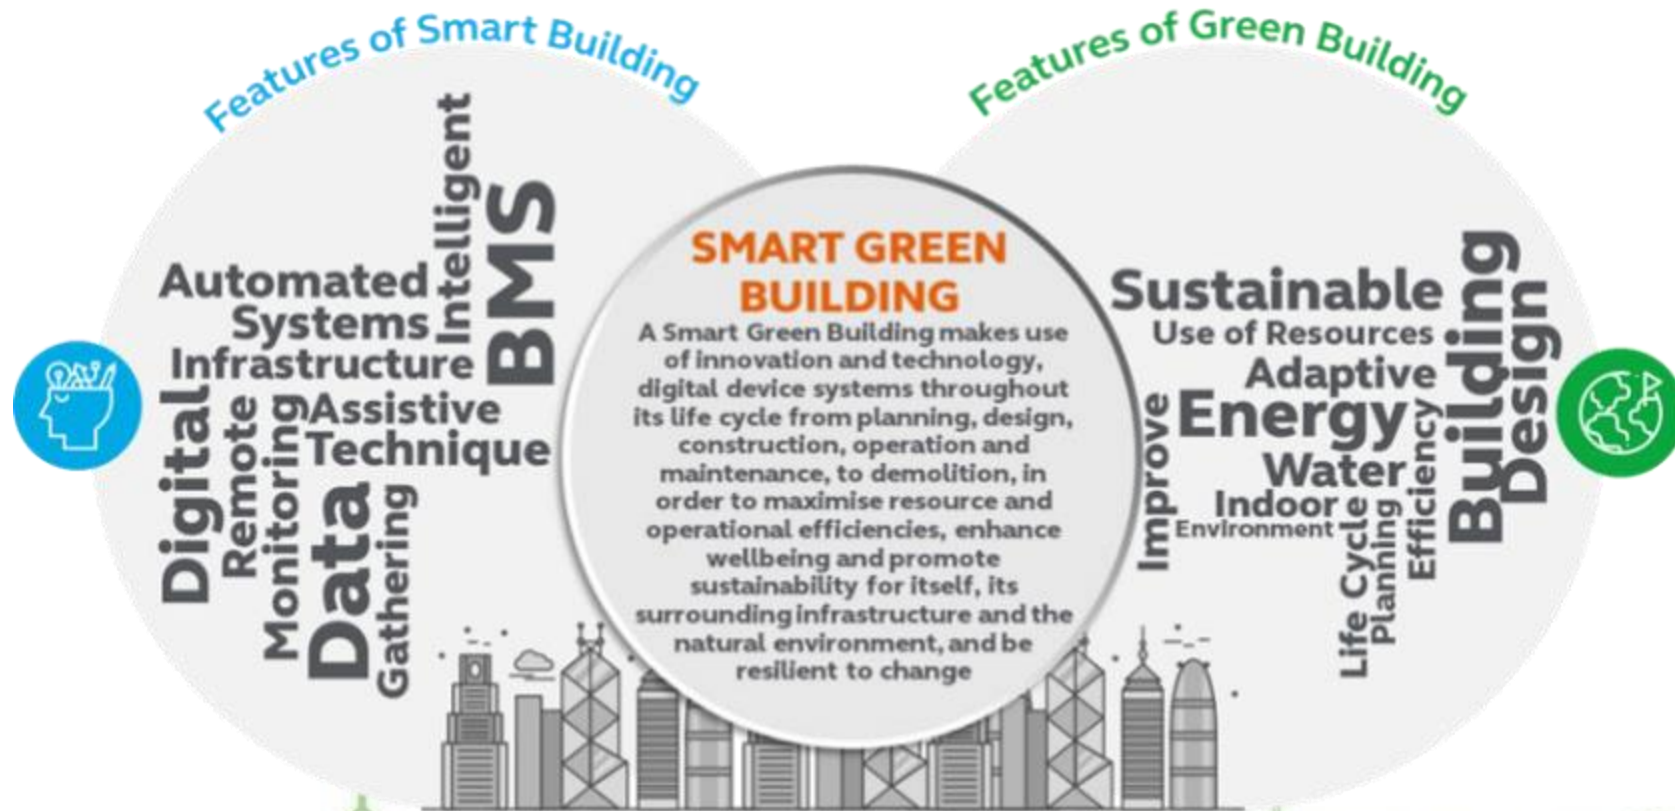 Features of Smart Building
Intelligent
BMS
Automated
Systems
Infrastructure
Assistive
Technique
Digital
Remote
Monitoring
Data
Gathering
SMART GREEN
BUILDING
A Smart Green Building makes use
of innovation and technology,
digital device systems throughout
its life cycle from planning, design,
construction, operation and
maintenance, to demolition, in
order to maximise resource and
operational efficiencies, enhance
wellbeing and promote
sustainability for itself, its
surrounding infrastructure and the
natural environment, and be
resilient to change
Features of Green Building
Sustainable
Use of Resources
Adaptive
Energy
Water
Indoor
Environment
Improve
Life Cycle
Planning
Efficiency
Building
Design